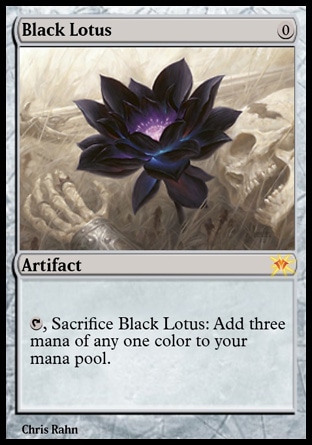 Black Lotus 0
Artifact
, Sacrifice Black Lotus: Add three
mana of any one color to your
mana pool.
Chris Rahn